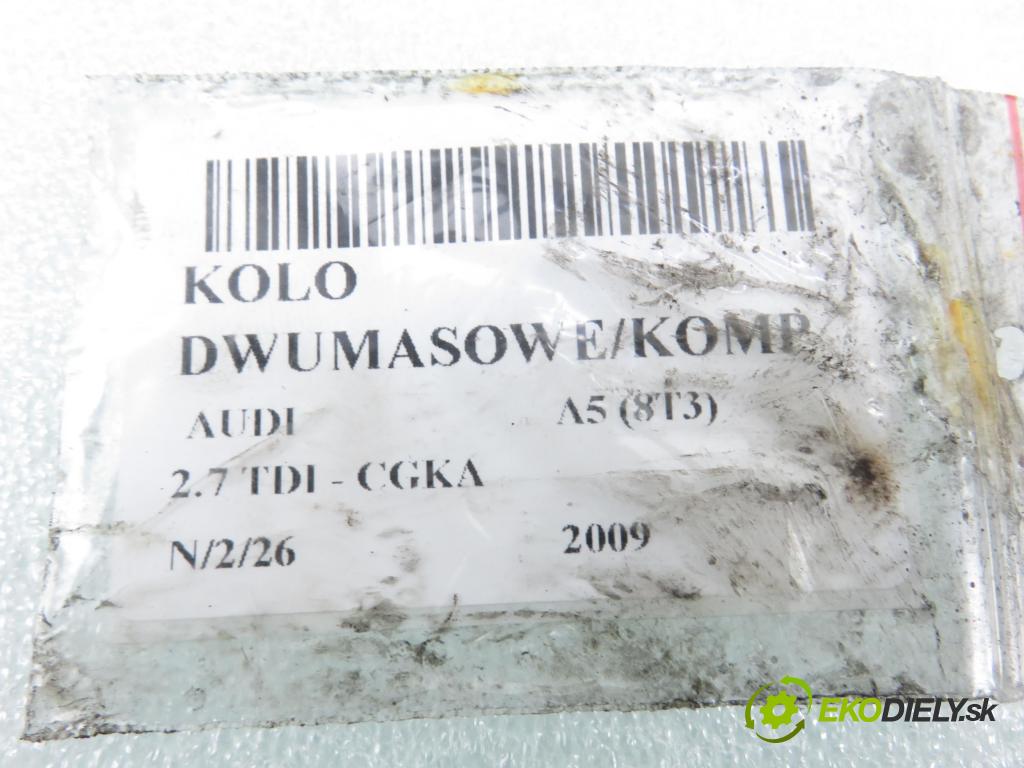 KOLO
DWUMASOWE/KOMP
AUDI A5 (8T3)
2.7 TDI - CGKA
N/2/26 2009
EKODIELY.sk